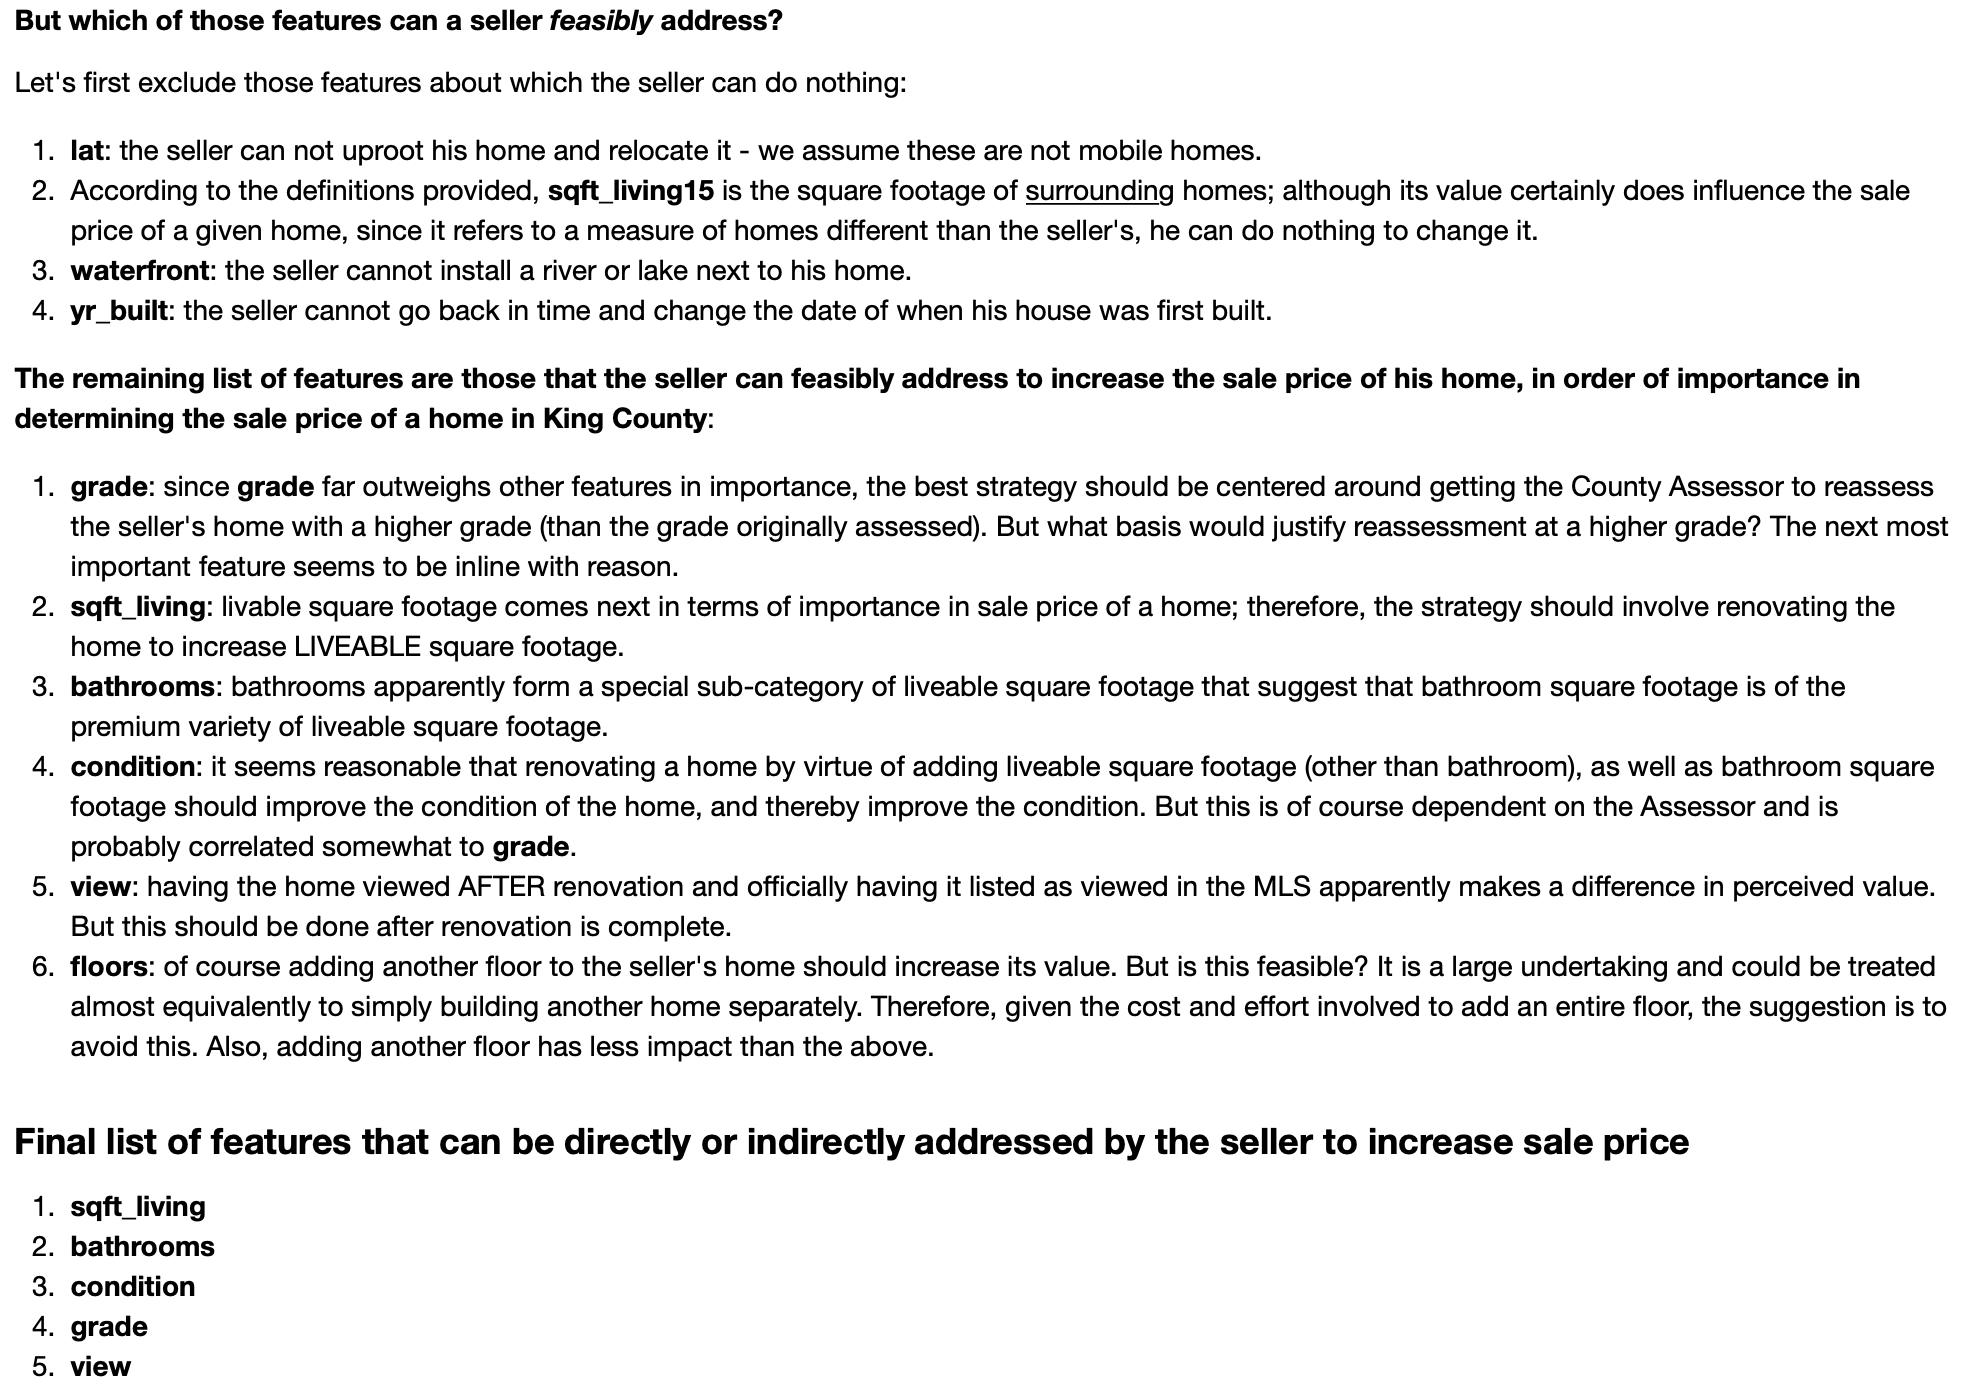 But which of those features can a seller feasibly address?
Let's first exclude those features about which the seller can do nothing:
1. lat: the seller can not uproot his home and relocate it - we assume these are not mobile homes.
2. According to the definitions provided, sqft_living15 is the square footage of surrounding homes; although its value certainly does influence the sale
price of a given home, since it refers to a measure of homes different than the seller's, he can do nothing to change it.
3. waterfront: the seller cannot install a river or lake next to his home.
4. yr_built: the seller cannot go back in time and change the date of when his house was first built.
The remaining list of features are those that the seller can feasibly address to increase the sale price of his home, in order of importance in
determining the sale price of a home in King County:
1. grade: since grade far outweighs other features in importance, the best strategy should be centered around getting the County Assessor to reassess
the seller's home with a higher grade (than the grade originally assessed). But what basis would justify reassessment at a higher grade? The next most
important feature seems to be inline with reason.
2. sqft_living: livable square footage comes next in terms of importance in sale price of a home; therefore, the strategy should involve renovating the
home to increase LIVEABLE square footage.
3. bathrooms: bathrooms apparently form a special sub-category of liveable square footage that suggest that bathroom square footage is of the
premium variety of liveable square footage.
4. condition: it seems reasonable that renovating a home by virtue of adding liveable square footage (other than bathroom), as well as bathroom square
footage should improve the condition of the home, and thereby improve the condition. But this is of course dependent on the Assessor and is
probably correlated somewhat to grade.
5. view: having the home viewed AFTER renovation and officially having it listed as viewed in the MLS apparently makes a difference in perceived value.
But this should be done after renovation is complete.
6. floors: of course adding another floor to the seller's home should increase its value. But is this feasible? It is a large undertaking and could be treated
almost equivalently to simply building another home separately. Therefore, given the cost and effort involved to add an entire floor, the suggestion is to
avoid this. Also, adding another floor has less impact than the above.
Final list of features that can be directly or indirectly addressed by the seller to increase sale price
1. sqft_living
2. bathrooms
3. condition
4. grade
5. view